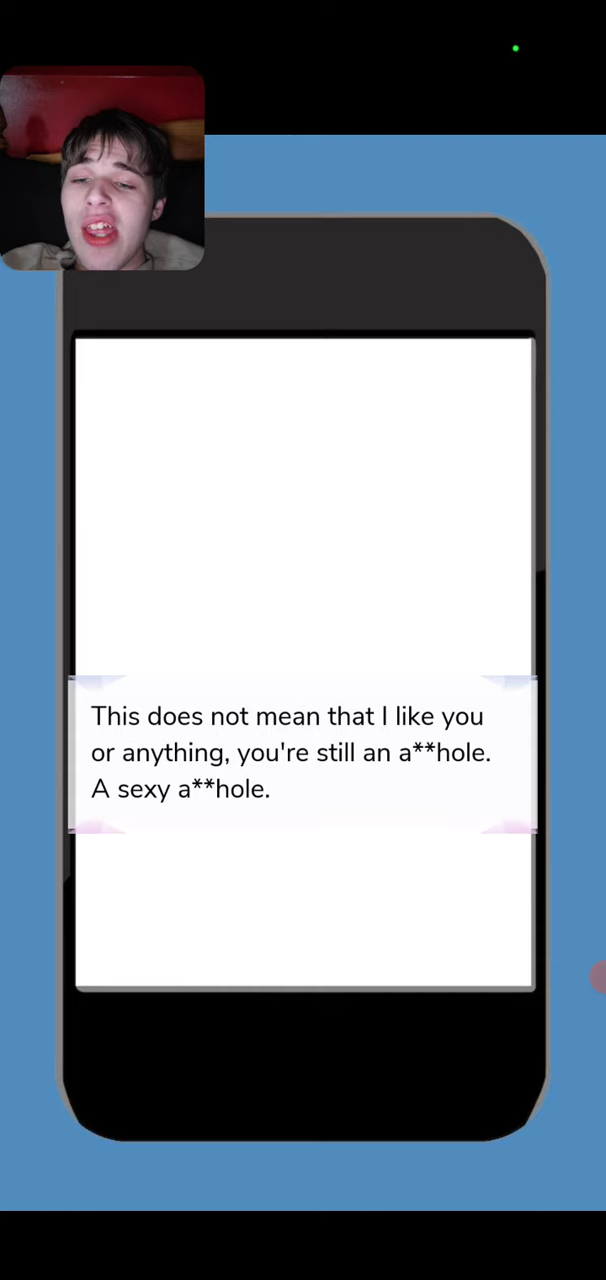 This does not mean that I like you
or anything, you're still an a**hole.
A sexy a**hole.